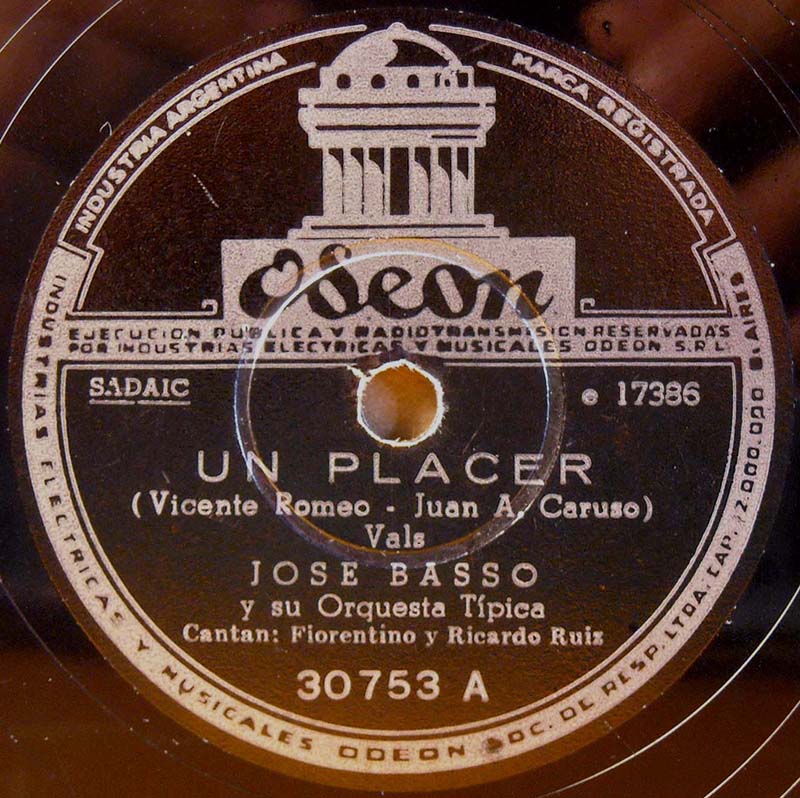 INDUSTRIA ARGENTINA
MARCA REGISTRADA
Odeon
EJECUCION PUBLICA Y RADIOTRANSMISION RESERVADAS
POR INDUSTRIAS ELECTRICAS Y MUSICALES ODEON S.R.L.
SADAIC
e 17386
UN PLACER
(Vicente Romeo - Juan A. Caruso)
Vals
JOSE BASSO
y su Orquesta Típica
Cantan: Fiorentino y Ricardo Ruiz
30753 A
INDUSTRIAS ELECTRICAS Y MUSICALES ODEON SOC. DE RESP. LTDA. CAP. 12.000.000 B. AIRES